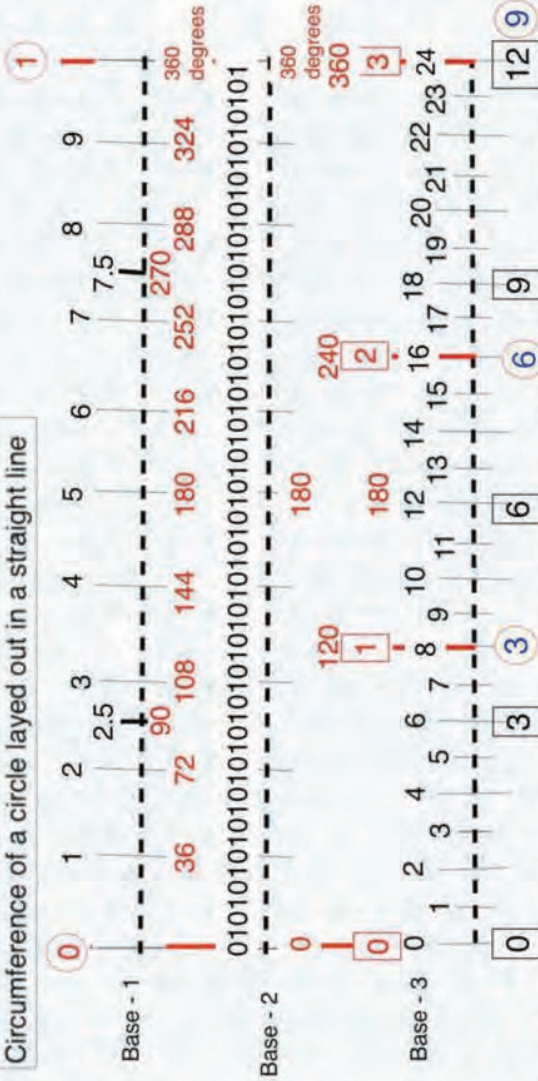 Circumference of a circle layed out in a straight line
0 1
1 2 2.5 3 4 5 6 7 7.5 8 9
Base - 1
36 72 90 108 144 180 216 252 270 288 324 360 degrees
Base - 2
01010101010101010101010101010101010101010101010101010101
0 180 360 degrees
120 240 360
0 1 180 2 3
Base - 3
0 1 2 3 4 5 6 7 8 9 10 11 12 13 14 15 16 17 18 19 20 21 22 23 24
0 3 6 9 12
3 6 9